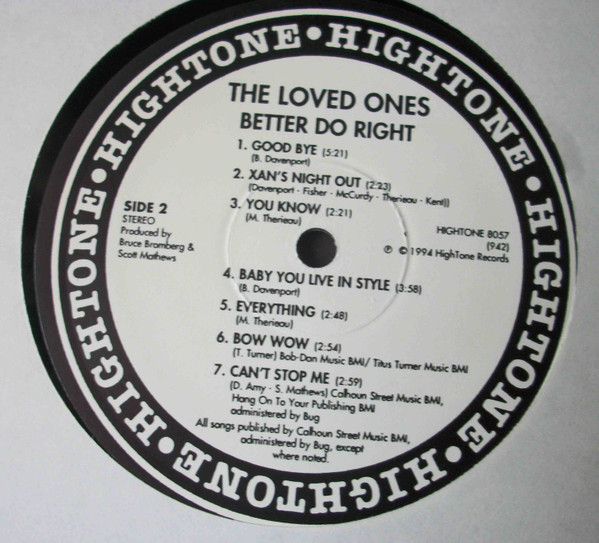 HIGHTONE • HIGHTONE • HIGHTONE • HIGHTONE • HIGHTONE • HIGHTONE •
THE LOVED ONES
BETTER DO RIGHT
1. GOOD BYE (5:21)
(B. Davenport)
2. XAN'S NIGHT OUT (2:23)
(Davenport - Fisher - McCurdy - Therieau - Kent))
3. YOU KNOW (2:21)
(M. Therieau)
SIDE 2
STEREO
Produced by
Bruce Bromberg &
Scott Mathews
HIGHTONE 8057
(942)
℗ © 1994 HighTone Records
4. BABY YOU LIVE IN STYLE (3:58)
(B. Davenport)
5. EVERYTHING (2:48)
(M. Therieau)
6. BOW WOW (2:54)
(T. Turner) Bob-Dan Music BMI/ Titus Turner Music BMI
7. CAN'T STOP ME (2:59)
(D. Amy - S. Mathews) Calhoun Street Music BMI,
Hang On To Your Publishing BMI
administered by Bug
All songs published by Calhoun Street Music BMI,
administered by Bug, except
where noted.